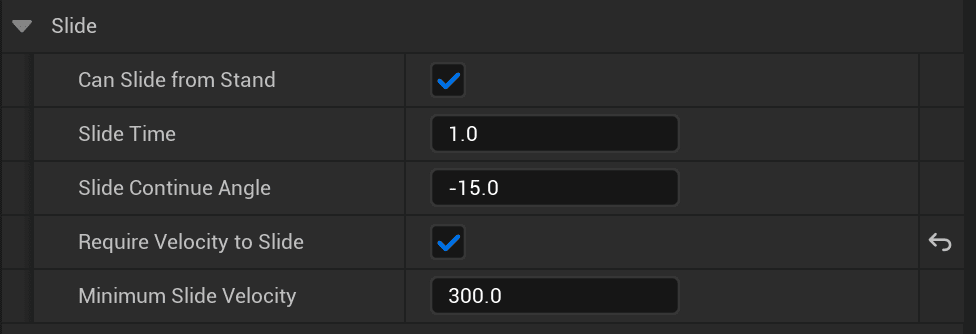 Slide
Can Slide from Stand
Slide Time 1.0
Slide Continue Angle -15.0
Require Velocity to Slide
Minimum Slide Velocity 300.0